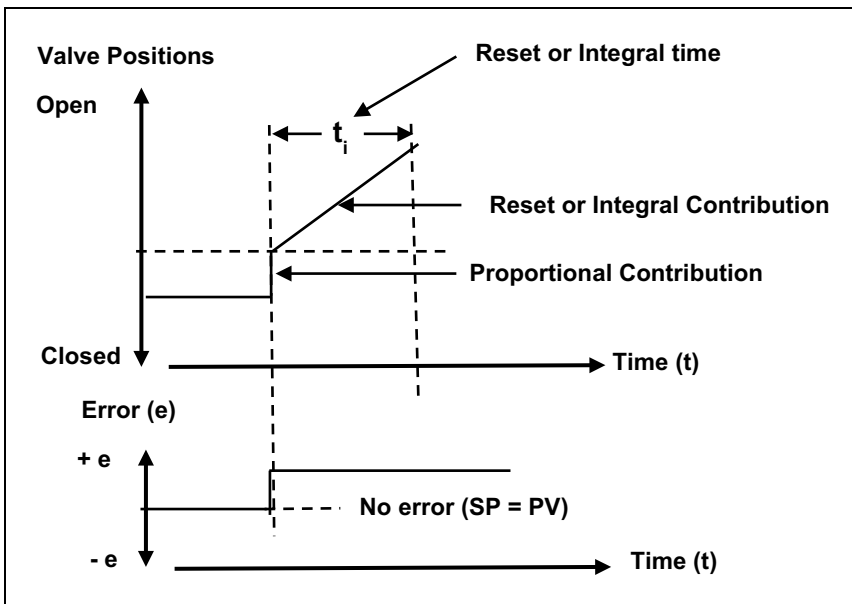 Valve Positions
Reset or Integral time
Open
ti
Reset or Integral Contribution
Proportional Contribution
Closed
Time (t)
Error (e)
+ e
No error (SP = PV)
- e
Time (t)